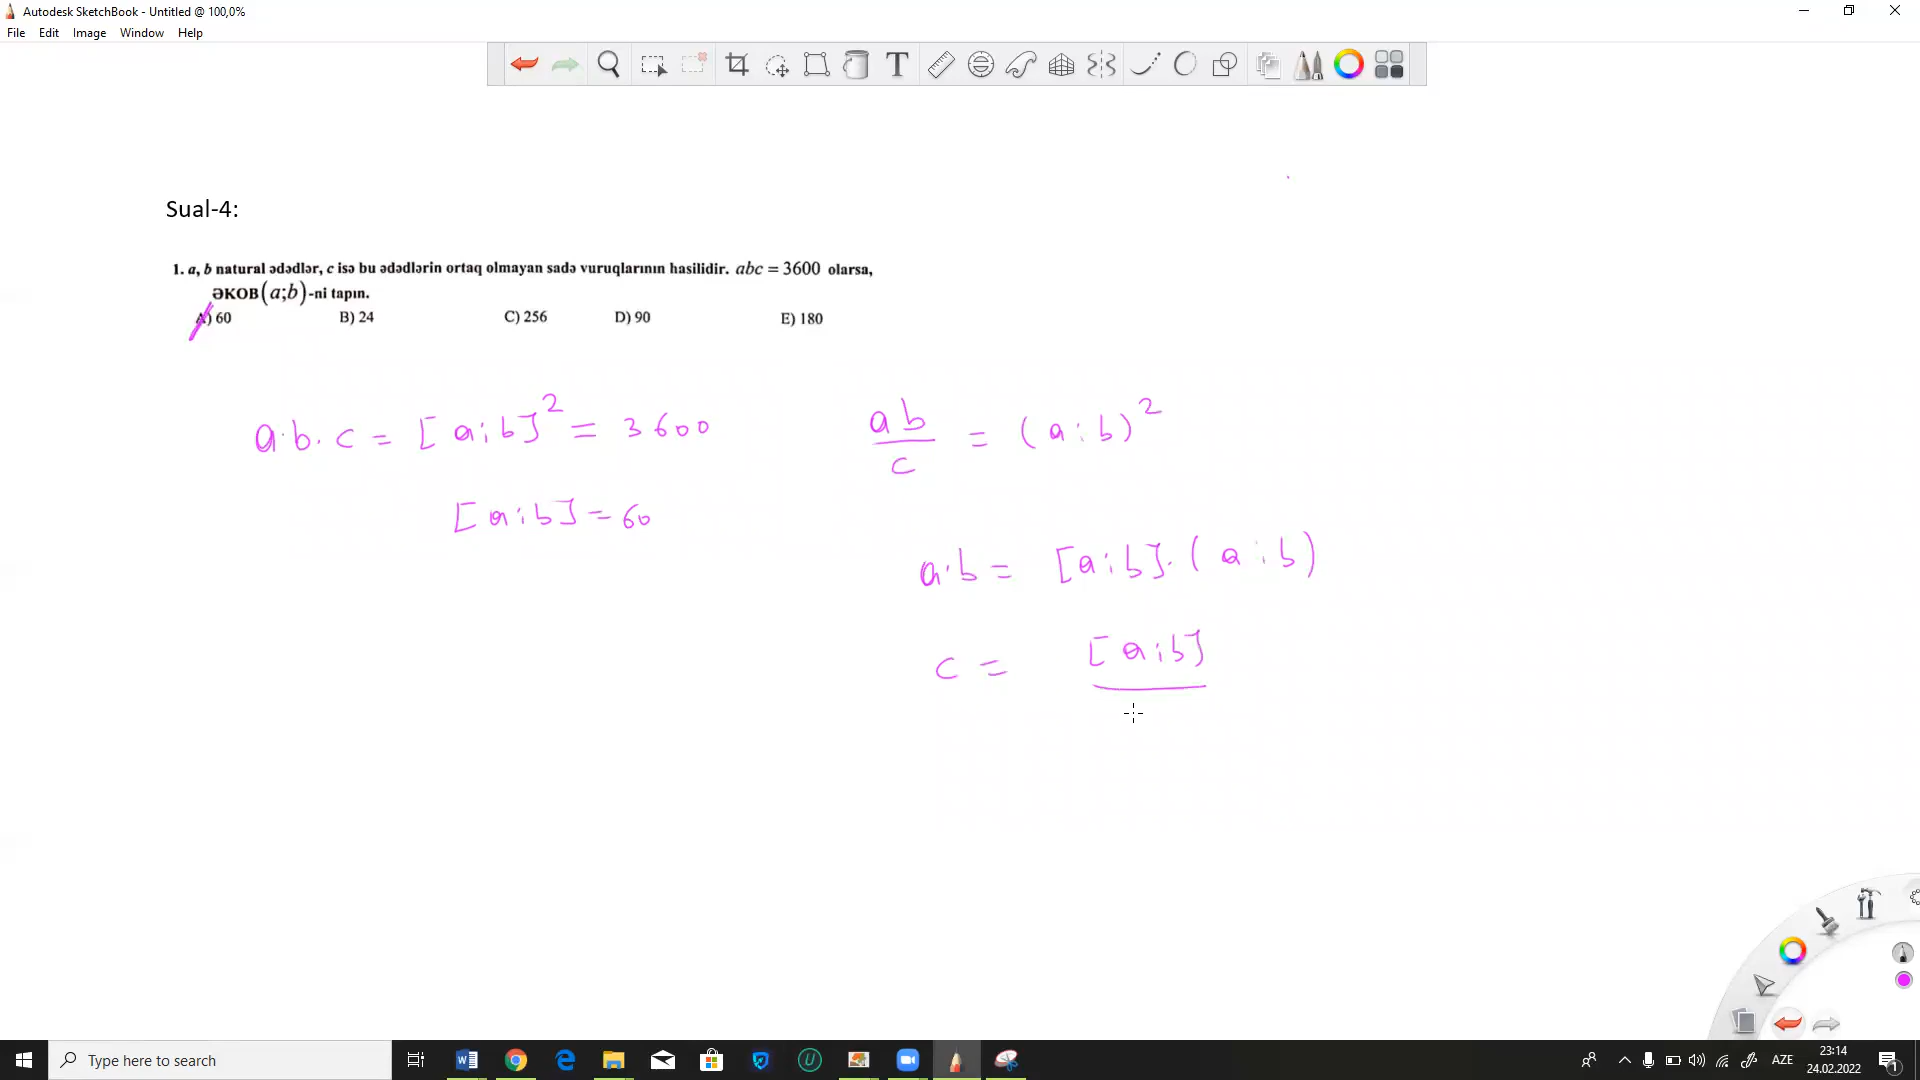 Autodesk SketchBook - Untitled @ 100,0%
File Edit Image Window Help
T
Sual-4:
1. a, b natural ədədlər, c isə bu ədədlərin ortaq olmayan sadə vuruqlarının hasilidir. abc = 3600 olarsa,
ƏKOB(a;b)-ni tapın.
A) 60 B) 24 C) 256 D) 90 E) 180
a·b·c = [a;b]² = 3600
[a;b] = 60
ab/c = (a;b)²
a·b = [a;b]·(a;b)
c = [a;b]
Type here to search
AZE
23:14
24.02.2022
1